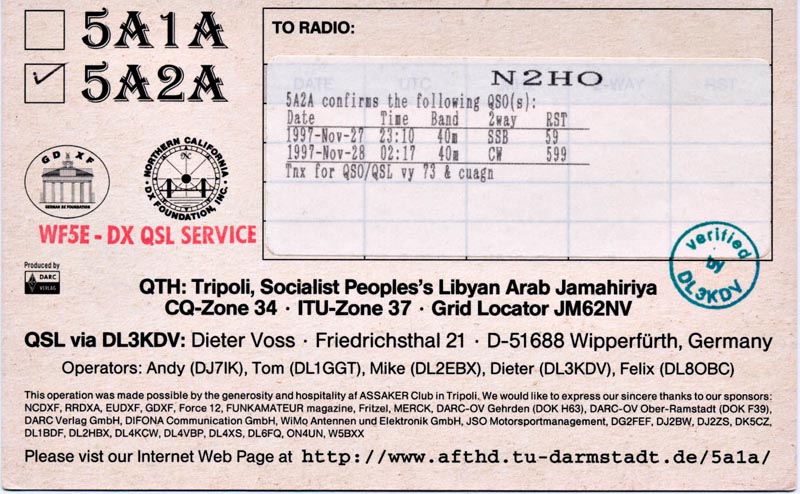 5A1A
5A2A
TO RADIO:
DATE UTC 2-WAY RST
N2HO
5A2A confirms the following QSO(s):
Date Time Band 2way RST
1997-Nov-27 23:10 40m SSB 59
1997-Nov-28 02:17 40m CW 599
Tnx for QSO/QSL vy 73 & cuagn
GDXF
GERMAN DX FOUNDATION
NORTHERN CALIFORNIA
DX FOUNDATION, INC.
WF5E - DX QSL SERVICE
verified
by
DL3KDV
Produced by
DARC
VERLAG
QTH: Tripoli, Socialist Peoples's Libyan Arab Jamahiriya
CQ-Zone 34 · ITU-Zone 37 · Grid Locator JM62NV
QSL via DL3KDV: Dieter Voss · Friedrichsthal 21 · D-51688 Wipperfürth, Germany
Operators: Andy (DJ7IK), Tom (DL1GGT), Mike (DL2EBX), Dieter (DL3KDV), Felix (DL8OBC)
This operation was made possible by the generosity and hospitality af ASSAKER Club in Tripoli. We would like to express our sincere thanks to our sponsors:
NCDXF, RRDXA, EUDXF, GDXF, Force 12, FUNKAMATEUR magazine, Fritzel, MERCK, DARC-OV Gehrden (DOK H63), DARC-OV Ober-Ramstadt (DOK F39),
DARC Verlag GmbH, DIFONA Communication GmbH, WiMo Antennen und Elektronik GmbH, JSO Motorsportmanagement, DG2FEF, DJ2BW, DJ2ZS, DK5CZ,
DL1BDF, DL2HBX, DL4KCW, DL4VBP, DL4XS, DL6FQ, ON4UN, W5BXX
Please vist our Internet Web Page at http://www.afthd.tu-darmstadt.de/5a1a/